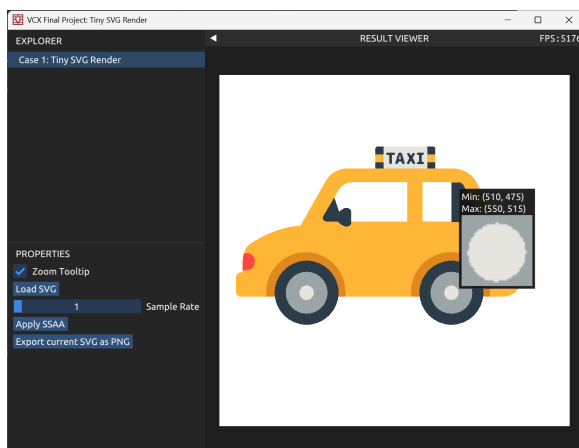 VCX Final Project: Tiny SVG Render
EXPLORER
RESULT VIEWER
FPS:5176
Case 1: Tiny SVG Render
TAXI
Min: (510, 475)
Max: (550, 515)
PROPERTIES
Zoom Tooltip
Load SVG
1 Sample Rate
Apply SSAA
Export current SVG as PNG